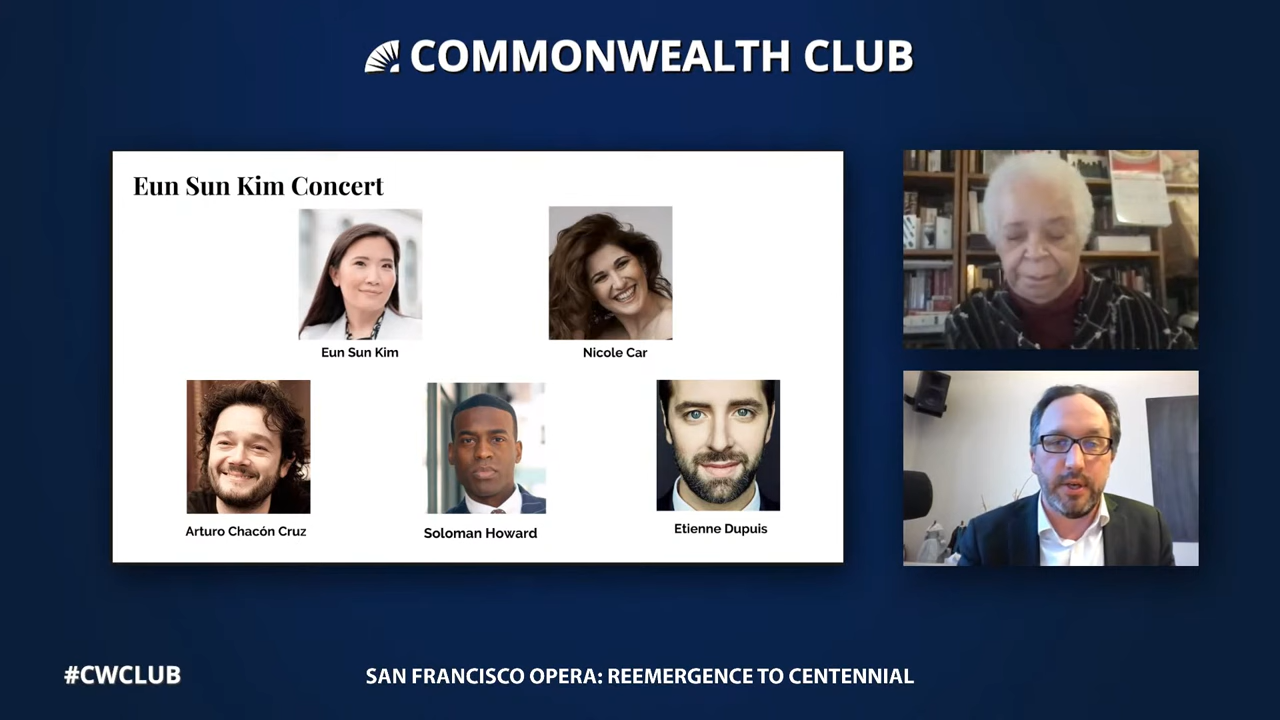 COMMONWEALTH CLUB
Eun Sun Kim Concert
Eun Sun Kim
Nicole Car
Arturo Chacón Cruz
Soloman Howard
Etienne Dupuis
#CWCLUB
SAN FRANCISCO OPERA: REEMERGENCE TO CENTENNIAL